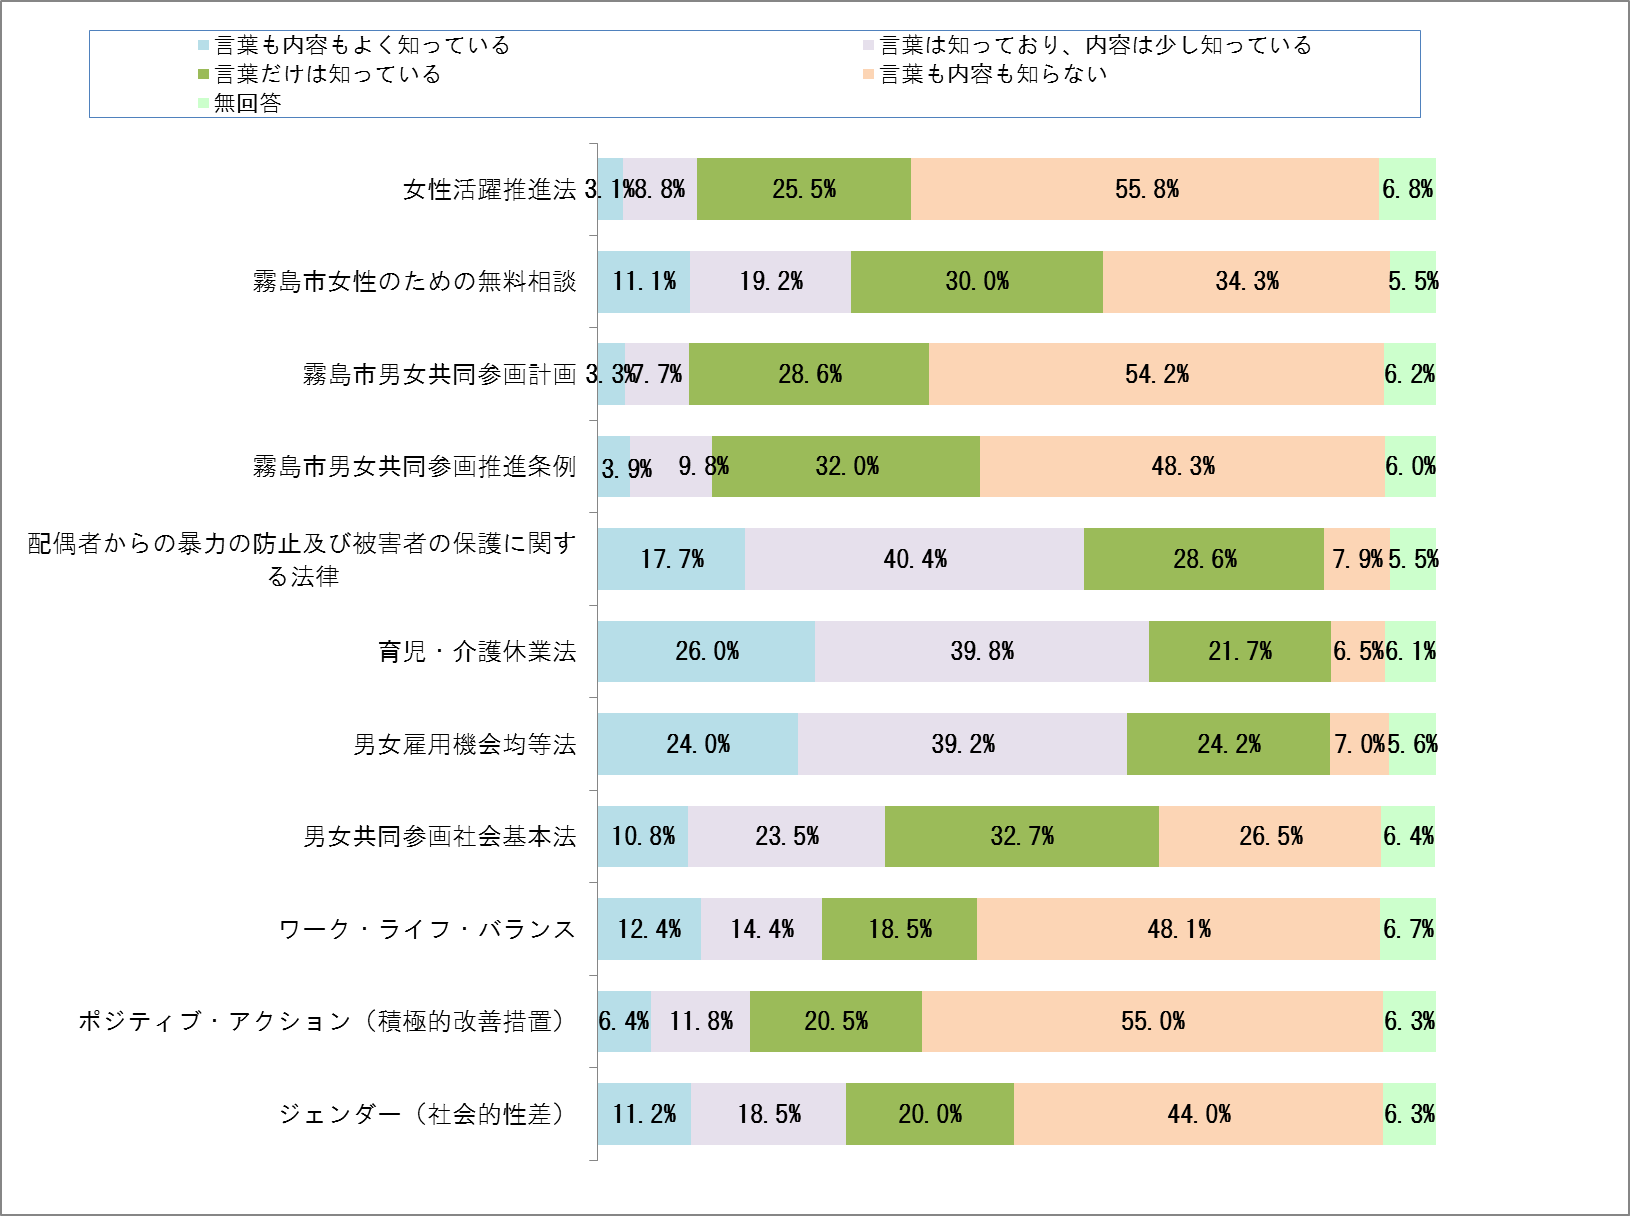 言葉も内容もよく知っている
言葉は知っており、内容は少し知っている
言葉だけは知っている
言葉も内容も知らない
無回答
女性活躍推進法 3.1% 8.8% 25.5% 55.8% 6.8%
霧島市女性のための無料相談 11.1% 19.2% 30.0% 34.3% 5.5%
霧島市男女共同参画計画 3.3% 7.7% 28.6% 54.2% 6.2%
霧島市男女共同参画推進条例 3.9% 9.8% 32.0% 48.3% 6.0%
配偶者からの暴力の防止及び被害者の保護に関す
る法律 17.7% 40.4% 28.6% 7.9% 5.5%
育児・介護休業法 26.0% 39.8% 21.7% 6.5% 6.1%
男女雇用機会均等法 24.0% 39.2% 24.2% 7.0% 5.6%
男女共同参画社会基本法 10.8% 23.5% 32.7% 26.5% 6.4%
ワーク・ライフ・バランス 12.4% 14.4% 18.5% 48.1% 6.7%
ポジティブ・アクション（積極的改善措置） 6.4% 11.8% 20.5% 55.0% 6.3%
ジェンダー（社会的性差） 11.2% 18.5% 20.0% 44.0% 6.3%